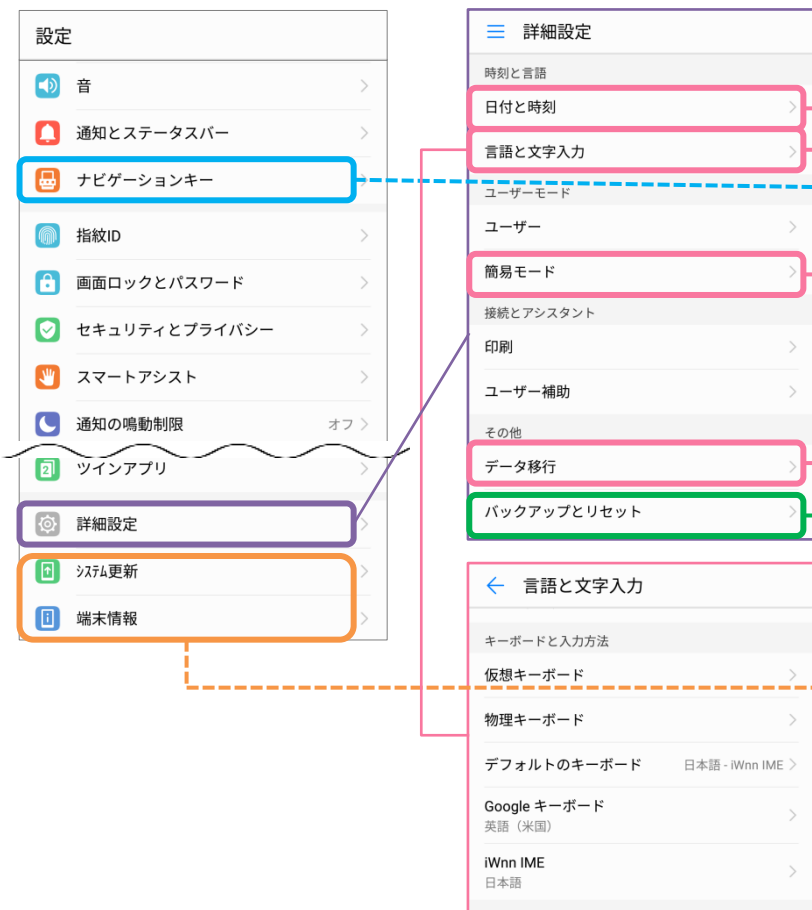 設定
音
通知とステータスバー
ナビゲーションキー
指紋ID
画面ロックとパスワード
セキュリティとプライバシー
スマートアシスト
通知の鳴動制限 オフ
ツインアプリ
詳細設定
システム更新
端末情報
詳細設定
時刻と言語
日付と時刻
言語と文字入力
ユーザーモード
ユーザー
簡易モード
接続とアシスタント
印刷
ユーザー補助
その他
データ移行
バックアップとリセット
言語と文字入力
キーボードと入力方法
仮想キーボード
物理キーボード
デフォルトのキーボード 日本語 - iWnn IME
Google キーボード
英語（米国）
iWnn IME
日本語